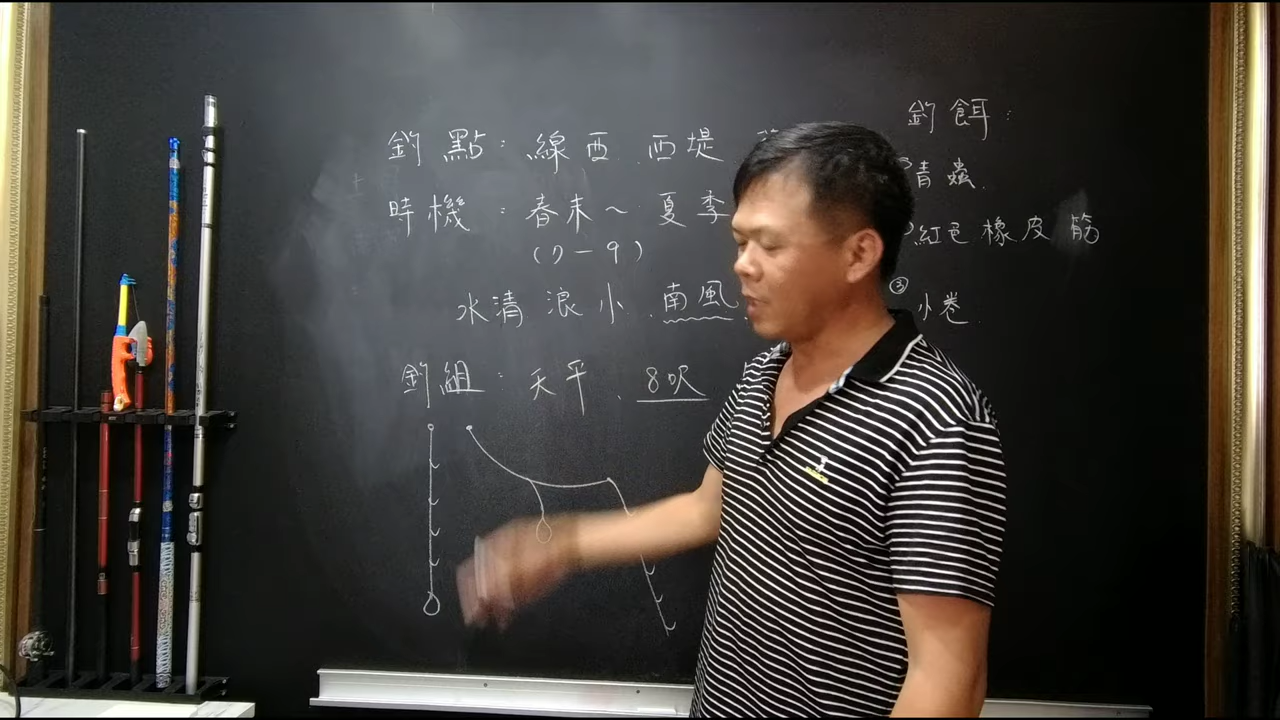 釣點：線西．西堤
時機：春末～夏季
(7－9)
水清浪小．南風
釣組：天平．8呎
釣餌：
青蟲．
紅色橡皮筋
③小卷．